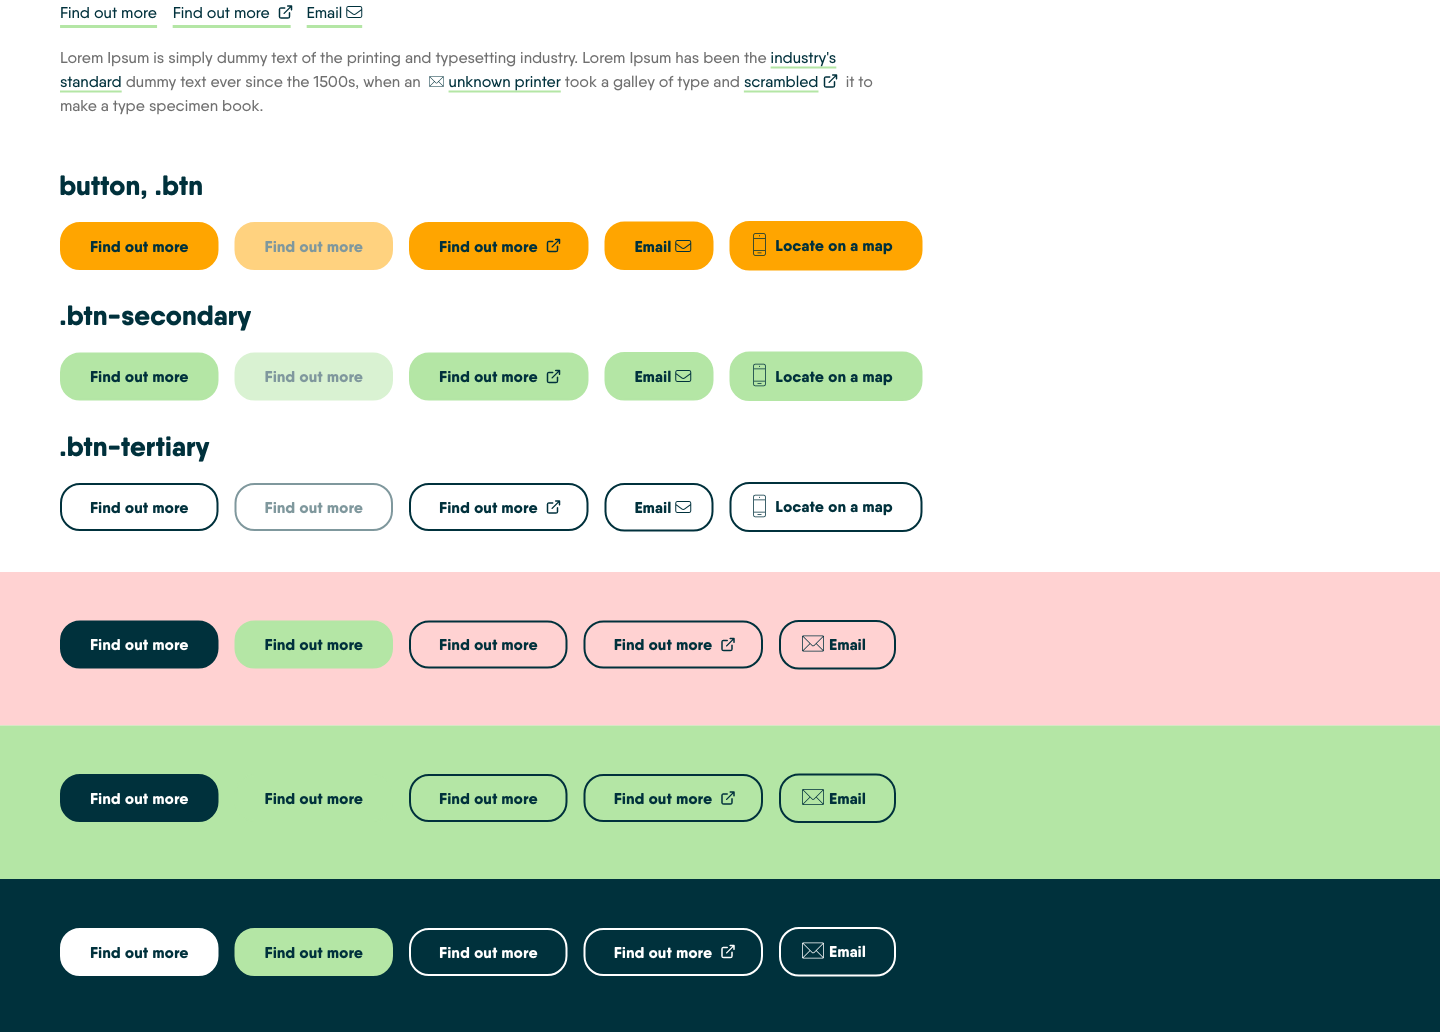 Find out more Find out more Email
Lorem Ipsum is simply dummy text of the printing and typesetting industry. Lorem Ipsum has been the industry's
standard dummy text ever since the 1500s, when an unknown printer took a galley of type and scrambled it to
make a type specimen book.
button, .btn
Find out more Find out more Find out more Email Locate on a map
.btn-secondary
Find out more Find out more Find out more Email Locate on a map
.btn-tertiary
Find out more Find out more Find out more Email Locate on a map
Find out more Find out more Find out more Find out more Email
Find out more Find out more Find out more Find out more Email
Find out more Find out more Find out more Find out more Email